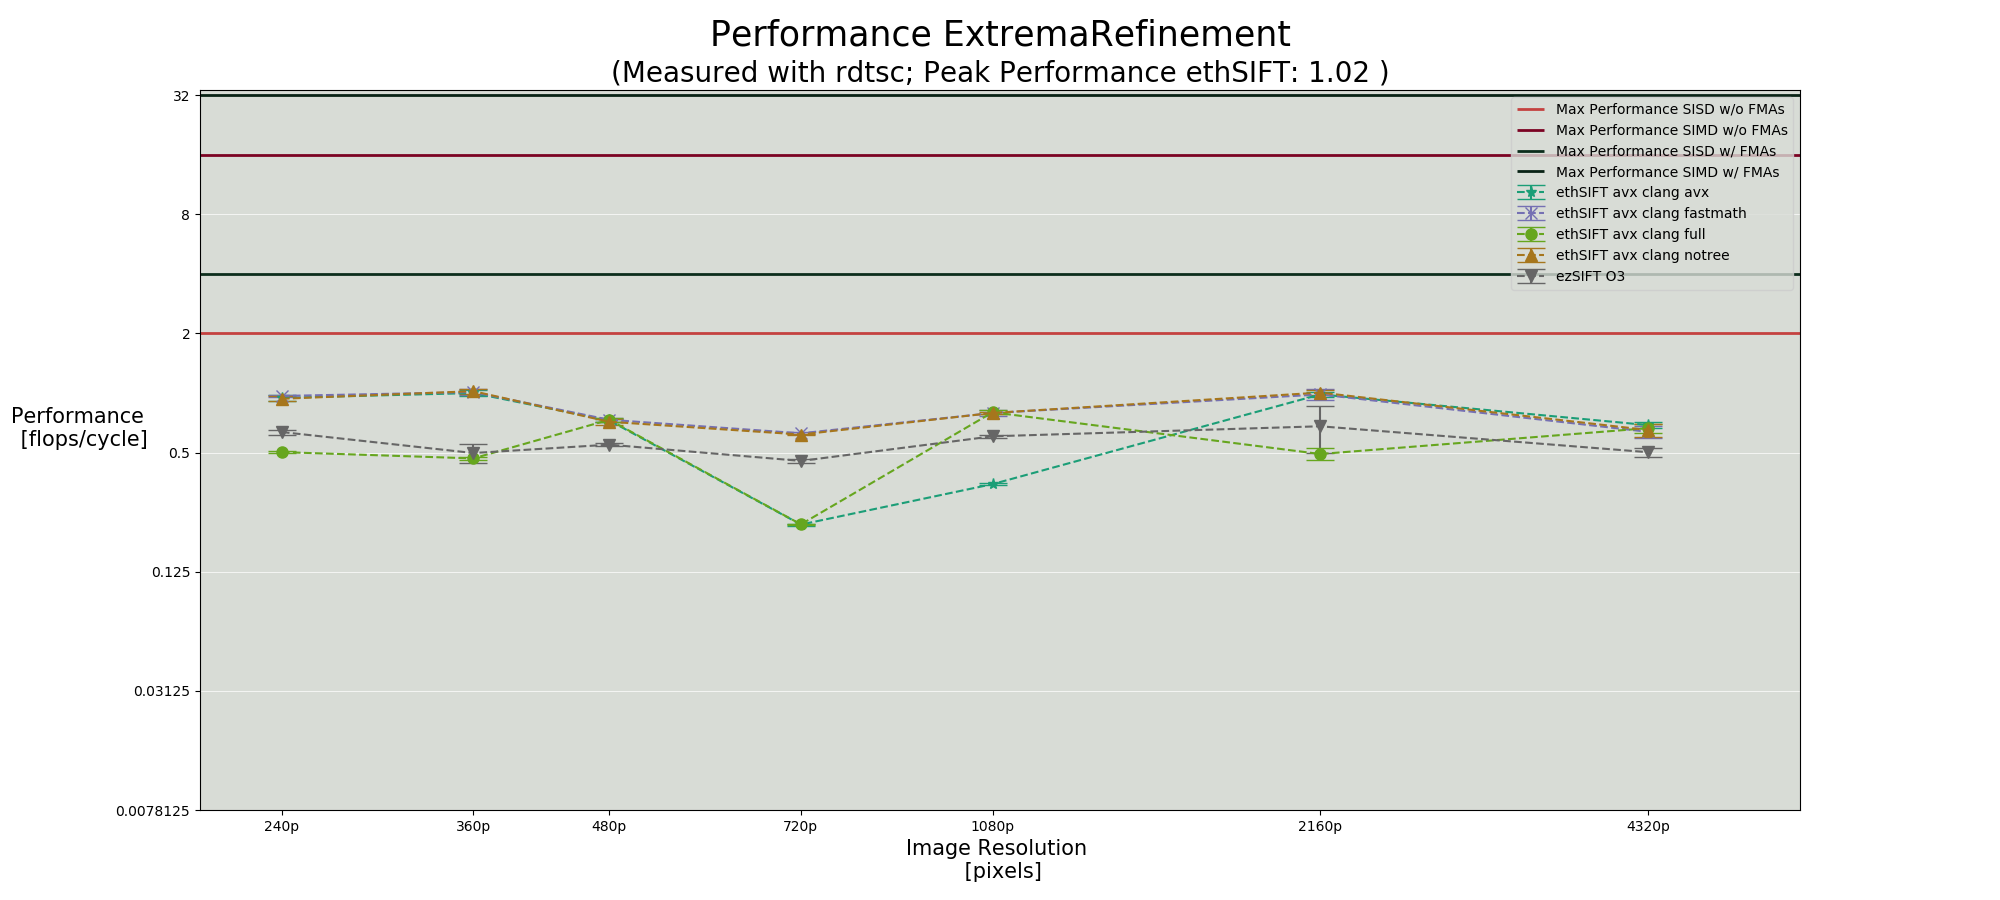 Performance ExtremaRefinement
(Measured with rdtsc; Peak Performance ethSIFT: 1.02 )
32
8
2
0.5
0.125
0.03125
0.0078125
Performance
[flops/cycle]
Max Performance SISD w/o FMAs
Max Performance SIMD w/o FMAs
Max Performance SISD w/ FMAs
Max Performance SIMD w/ FMAs
ethSIFT avx clang avx
ethSIFT avx clang fastmath
ethSIFT avx clang full
ethSIFT avx clang notree
ezSIFT O3
240p 360p 480p 720p 1080p 2160p 4320p
Image Resolution
[pixels]